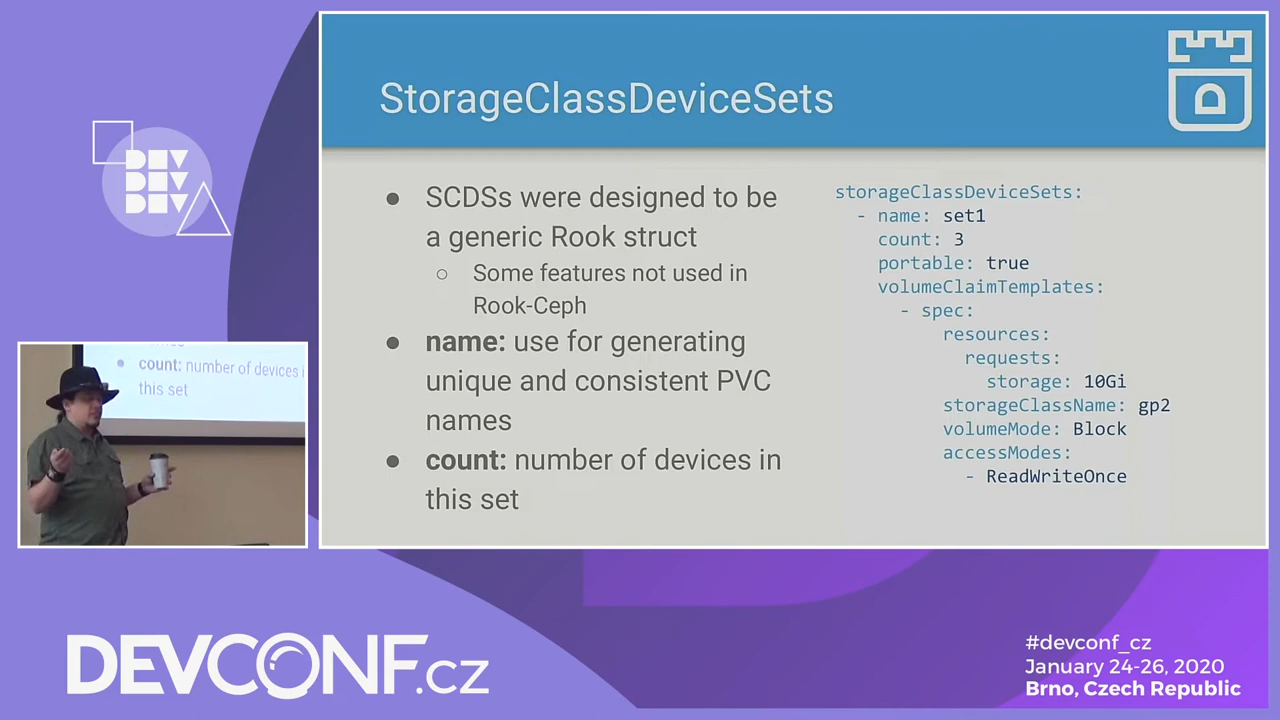 StorageClassDeviceSets
● SCDSs were designed to be
a generic Rook struct
○ Some features not used in
Rook-Ceph
● name: use for generating
unique and consistent PVC
names
● count: number of devices in
this set
storageClassDeviceSets:
- name: set1
count: 3
portable: true
volumeClaimTemplates:
- spec:
resources:
requests:
storage: 10Gi
storageClassName: gp2
volumeMode: Block
accessModes:
- ReadWriteOnce
DEV
DEV
DEV
● count: number of devices i
this set
DEVCONF.cz
#devconf_cz
January 24-26, 2020
Brno, Czech Republic